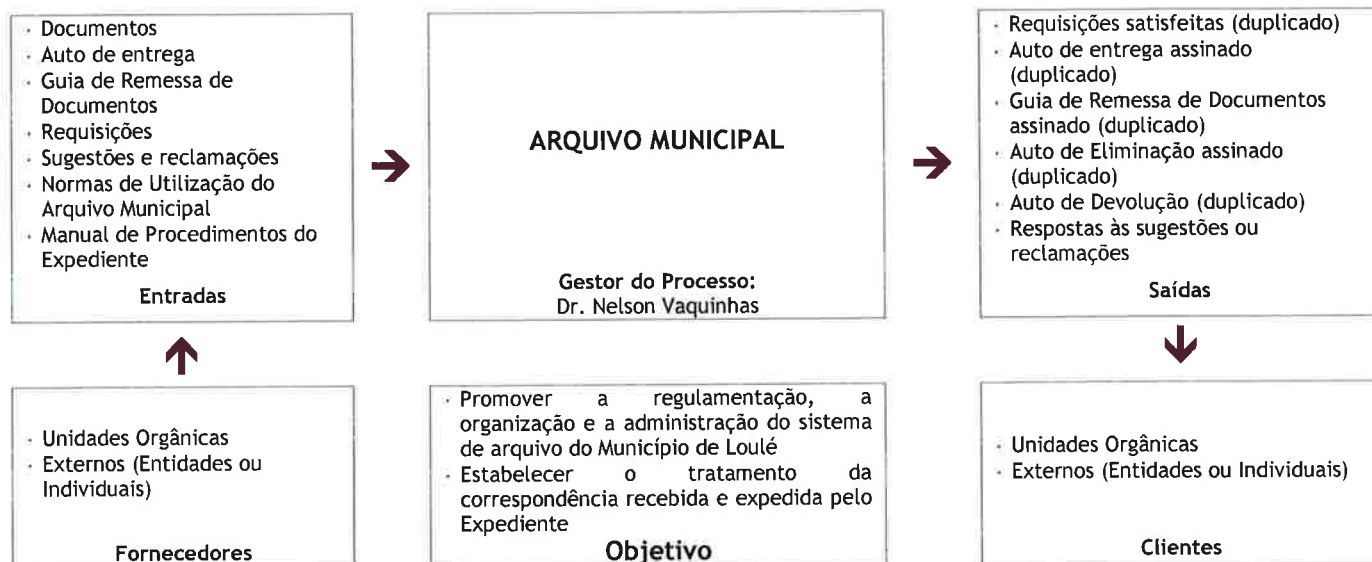 · Documentos
· Auto de entrega
· Guia de Remessa de
Documentos
· Requisições
· Sugestões e reclamações
· Normas de Utilização do
Arquivo Municipal
· Manual de Procedimentos do
Expediente
Entradas
ARQUIVO MUNICIPAL
Gestor do Processo:
Dr. Nelson Vaquinhas
· Requisições satisfeitas (duplicado)
· Auto de entrega assinado
(duplicado)
· Guia de Remessa de Documentos
assinado (duplicado)
· Auto de Eliminação assinado
(duplicado)
· Auto de Devolução (duplicado)
· Respostas às sugestões ou
reclamações
Saídas
· Unidades Orgânicas
· Externos (Entidades ou
Individuais)
Fornecedores
· Promover a regulamentação, a
organização e a administração do sistema
de arquivo do Município de Loulé
· Estabelecer o tratamento da
correspondência recebida e expedida pelo
Expediente
Objetivo
· Unidades Orgânicas
· Externos (Entidades ou Individuais)
Clientes